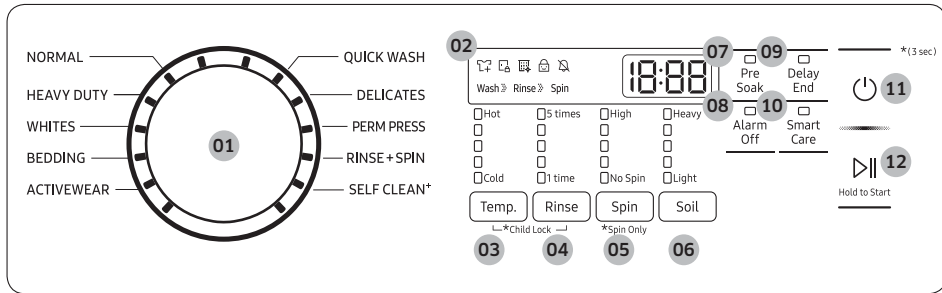 NORMAL
HEAVY DUTY
WHITES
BEDDING
ACTIVEWEAR
01
QUICK WASH
DELICATES
PERM PRESS
RINSE + SPIN
SELF CLEAN+
02
18:88
Wash》 Rinse》 Spin
Hot 5 times High Heavy
Cold 1 time No Spin Light
Temp. Rinse Spin Soil
*Child Lock *Spin Only
03 04 05 06
07 09
Pre Soak
Delay End
08 10
Alarm Off
Smart Care
*(3 sec)
11
12
Hold to Start